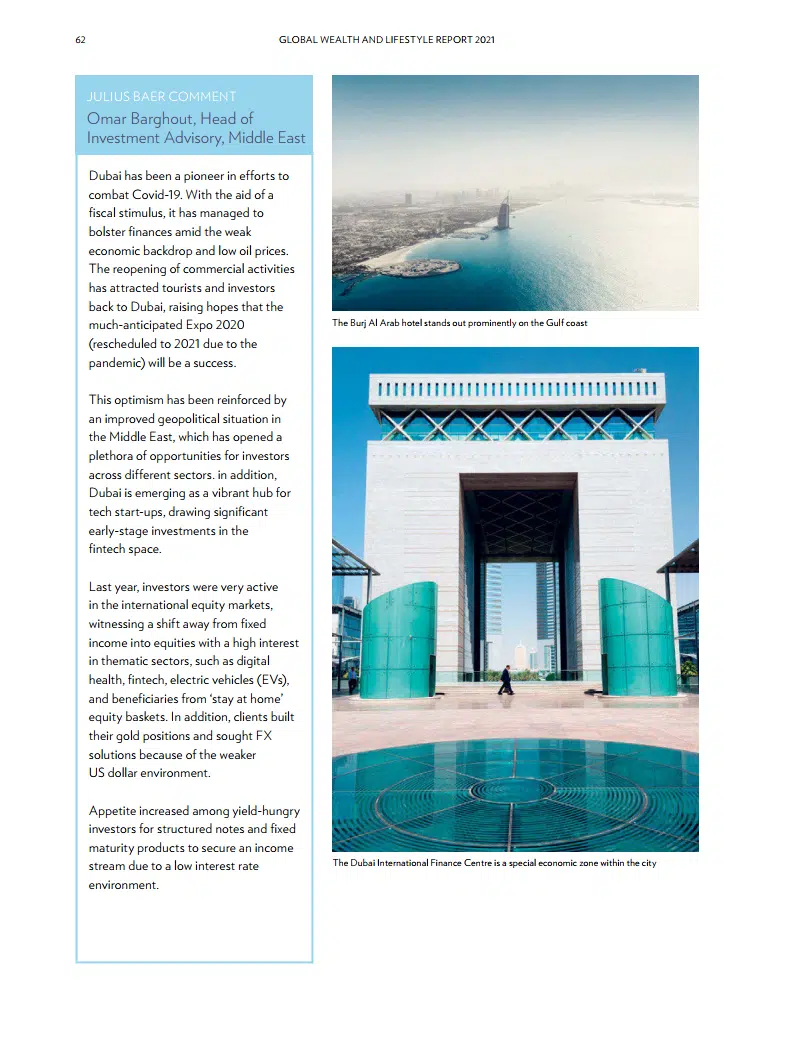 62
GLOBAL WEALTH AND LIFESTYLE REPORT 2021
JULIUS BAER COMMENT
Omar Barghout, Head of
Investment Advisory, Middle East
Dubai has been a pioneer in efforts to
combat Covid-19. With the aid of a
fiscal stimulus, it has managed to
bolster finances amid the weak
economic backdrop and low oil prices.
The reopening of commercial activities
has attracted tourists and investors
back to Dubai, raising hopes that the
much-anticipated Expo 2020
(rescheduled to 2021 due to the
pandemic) will be a success.
This optimism has been reinforced by
an improved geopolitical situation in
the Middle East, which has opened a
plethora of opportunities for investors
across different sectors. in addition,
Dubai is emerging as a vibrant hub for
tech start-ups, drawing significant
early-stage investments in the
fintech space.
Last year, investors were very active
in the international equity markets,
witnessing a shift away from fixed
income into equities with a high interest
in thematic sectors, such as digital
health, fintech, electric vehicles (EVs),
and beneficiaries from ‘stay at home’
equity baskets. In addition, clients built
their gold positions and sought FX
solutions because of the weaker
US dollar environment.
Appetite increased among yield-hungry
investors for structured notes and fixed
maturity products to secure an income
stream due to a low interest rate
environment.
The Burj Al Arab hotel stands out prominently on the Gulf coast
The Dubai International Finance Centre is a special economic zone within the city